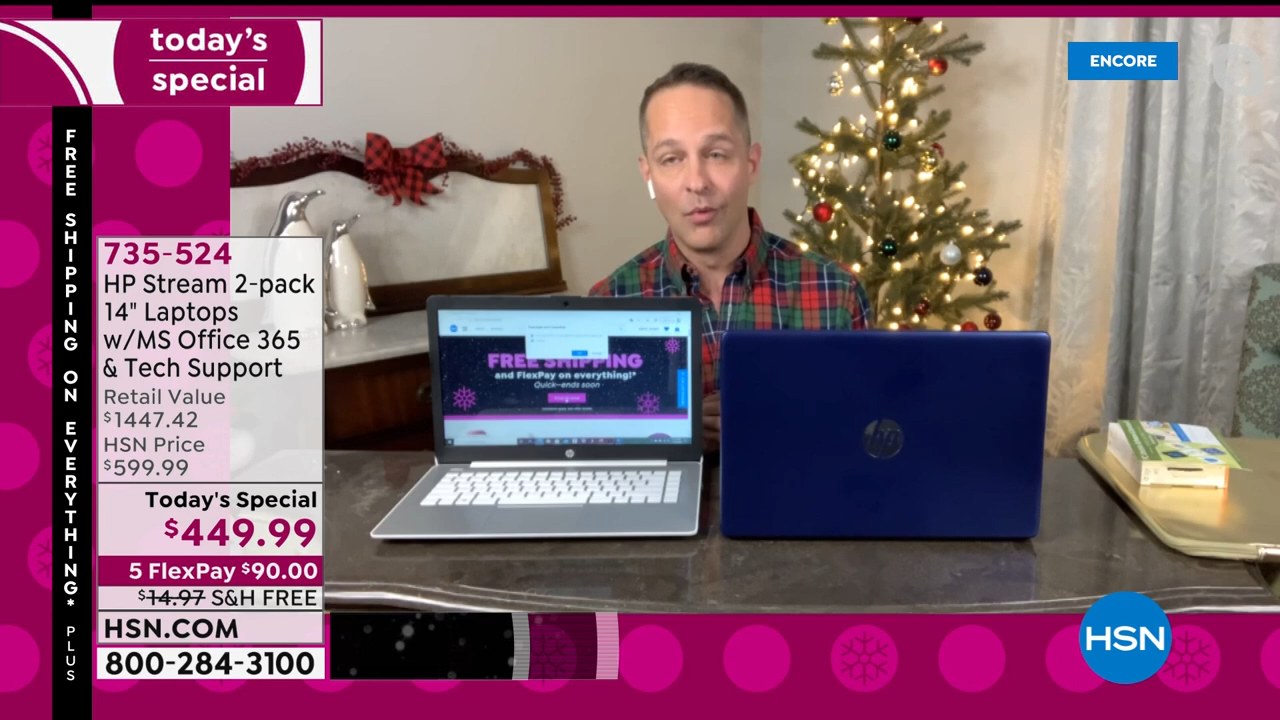 today's
special
ENCORE
FREE SHIPPING ON EVERYTHING* PLUS
735-524
HP Stream 2-pack
14" Laptops
w/MS Office 365
& Tech Support
Retail Value
$1447.42
HSN Price
$599.99
Today's Special
$449.99
5 FlexPay $90.00
$14.97 S&H FREE
HSN.COM
800-284-3100
FREE SHIPPING
and FlexPay on everything!*
Quick-ends soon
hp
hp
HSN